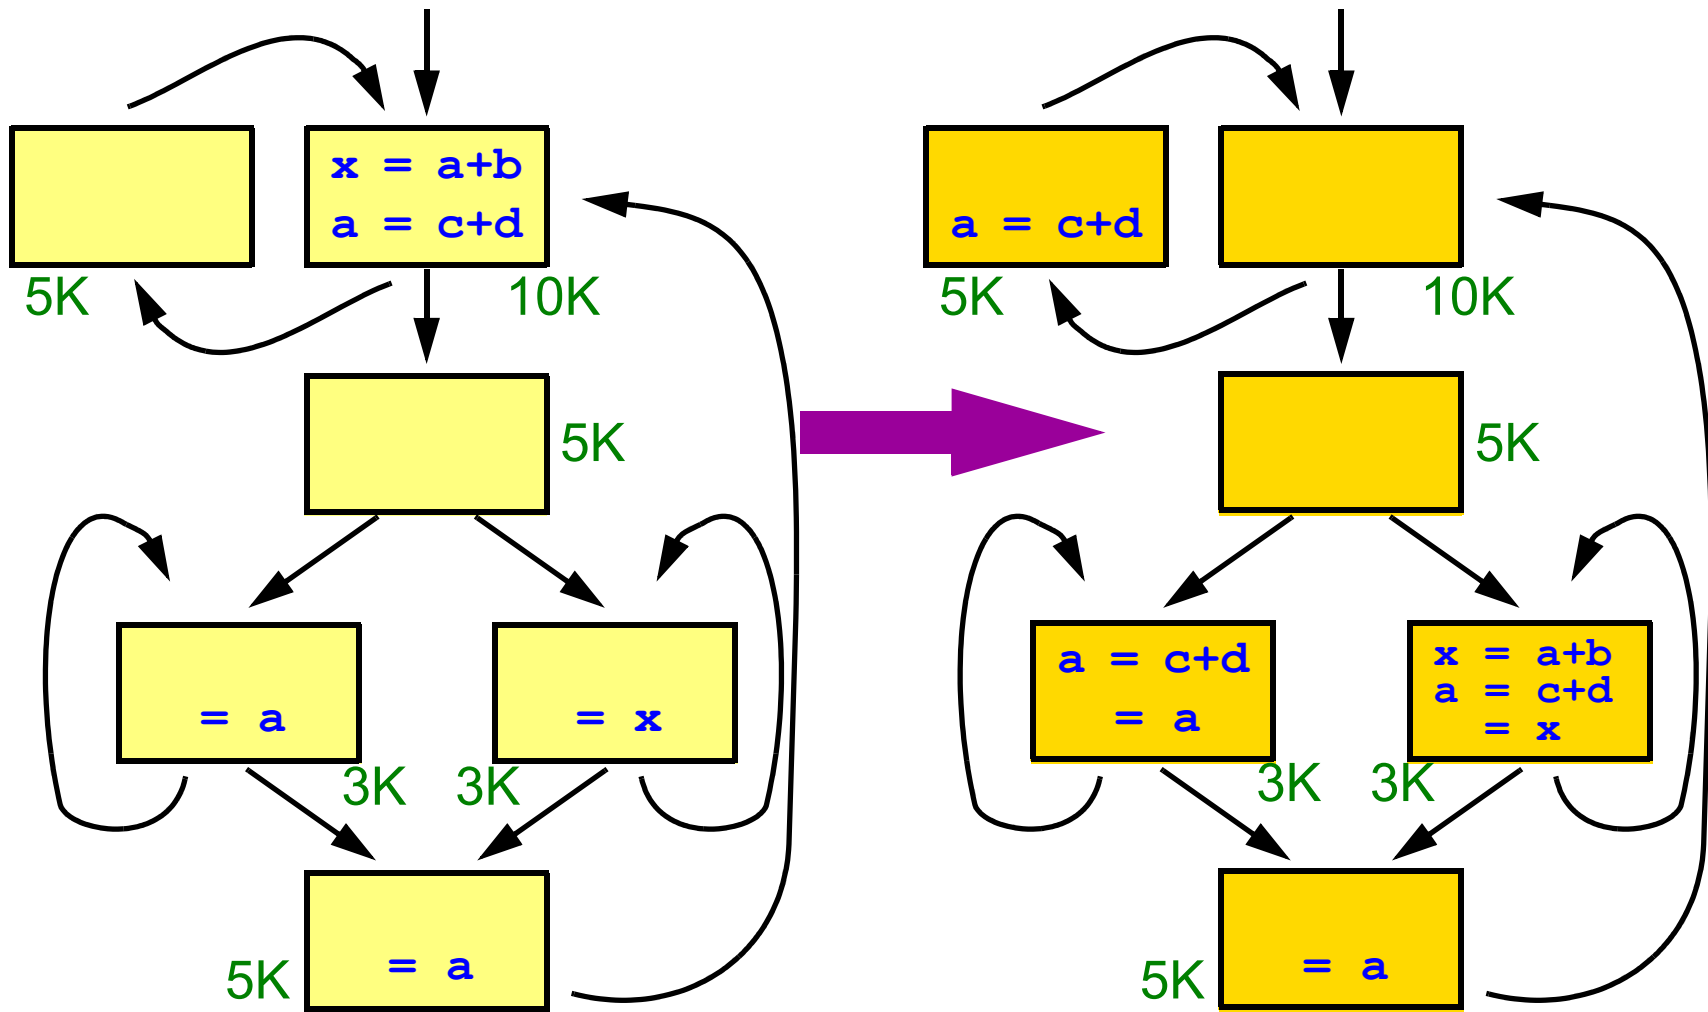 x = a+b
a = c+d
5K
10K
5K
= a
= x
3K
3K
= a
5K
a = c+d
5K
10K
5K
a = c+d
= a
x = a+b
a = c+d
= x
3K
3K
= a
5K